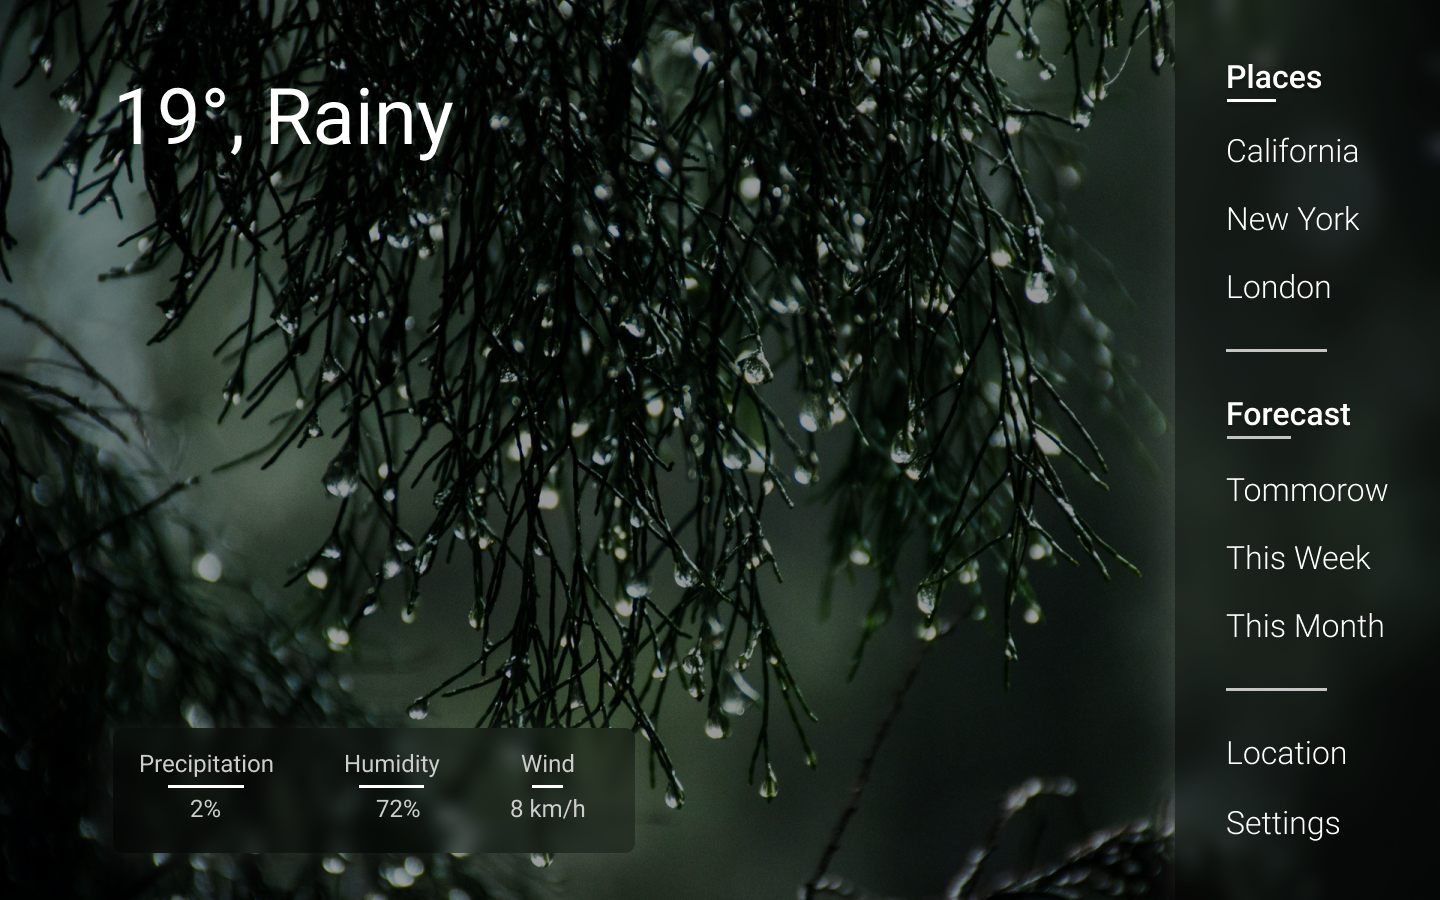 19°, Rainy
Precipitation
2%
Humidity
72%
Wind
8 km/h
Places
California
New York
London
Forecast
Tommorow
This Week
This Month
Location
Settings